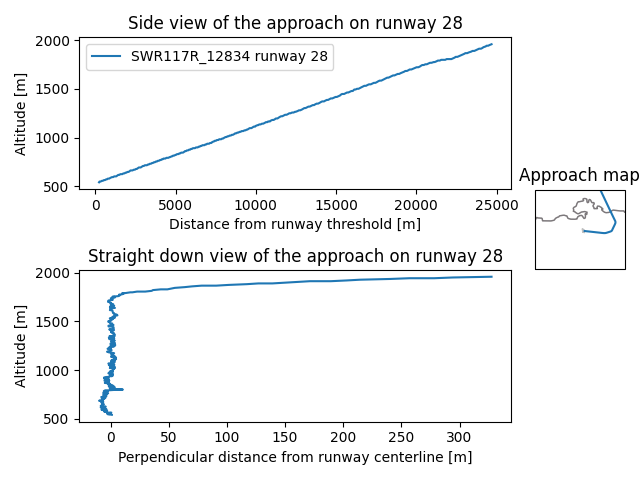 Side view of the approach on runway 28
2000
1500
1000
500
Altitude [m]
SWR117R_12834 runway 28
0 5000 10000 15000 20000 25000
Distance from runway threshold [m]
Approach map
Straight down view of the approach on runway 28
2000
1500
1000
500
Altitude [m]
0 50 100 150 200 250 300
Perpendicular distance from runway centerline [m]